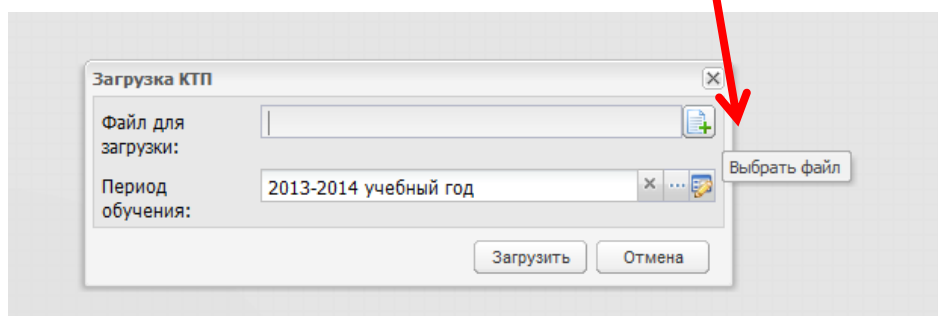 Загрузка КТП
Файл для
загрузки:
Выбрать файл
Период
обучения:
2013-2014 учебный год
Загрузить
Отмена